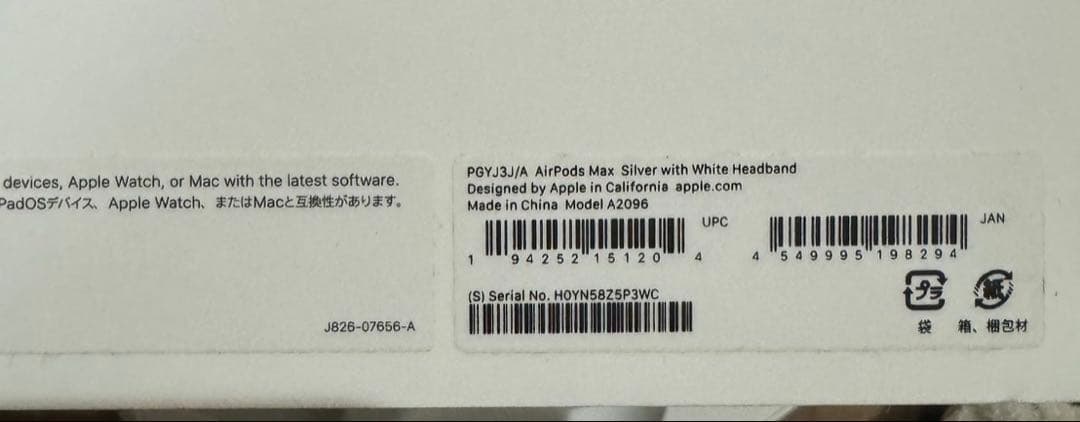 devices, Apple Watch, or Mac with the latest software.
PadOSデバイス、Apple Watch、またはMacと互換性があります。
J826-07656-A
PGYJ3J/A AirPods Max Silver with White Headband
Designed by Apple in California apple.com
Made in China Model A2096
UPC
1 94252 15120 4
JAN
4 549995 198294
(S) Serial No. H0YN58Z5P3WC
プラ
紙
袋
箱、梱包材